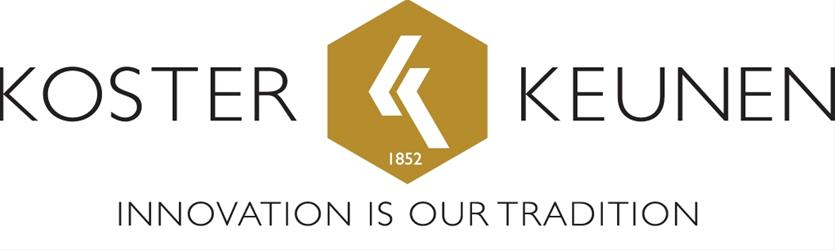 KOSTER KEUNEN
1852
INNOVATION IS OUR TRADITION